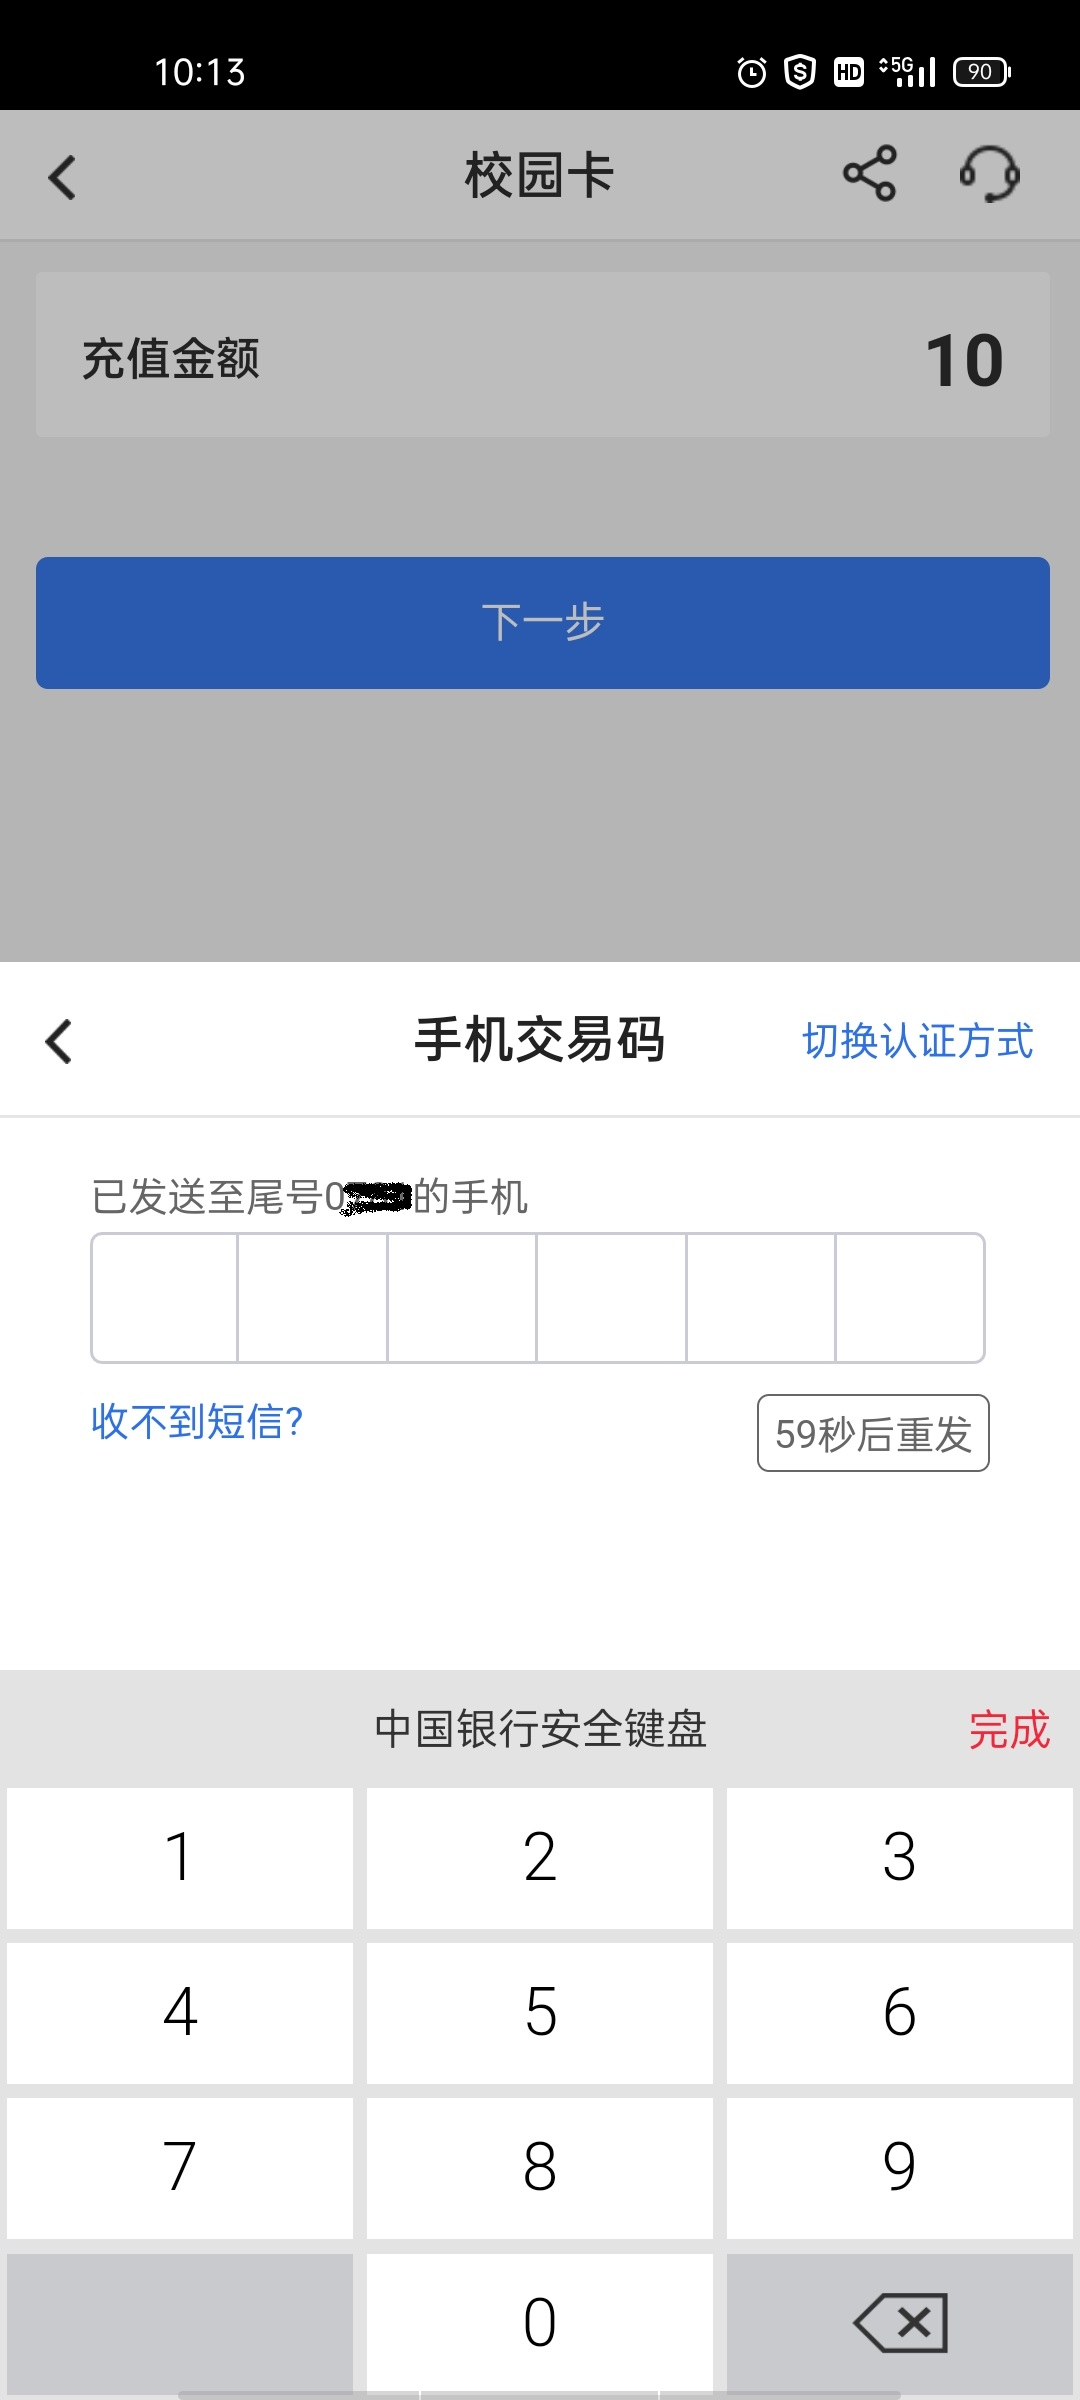 10:13
HD 5G 90
校园卡
充值金额 10
下一步
手机交易码 切换认证方式
已发送至尾号0 的手机
收不到短信?
59秒后重发
中国银行安全键盘 完成
1 2 3
4 5 6
7 8 9
0